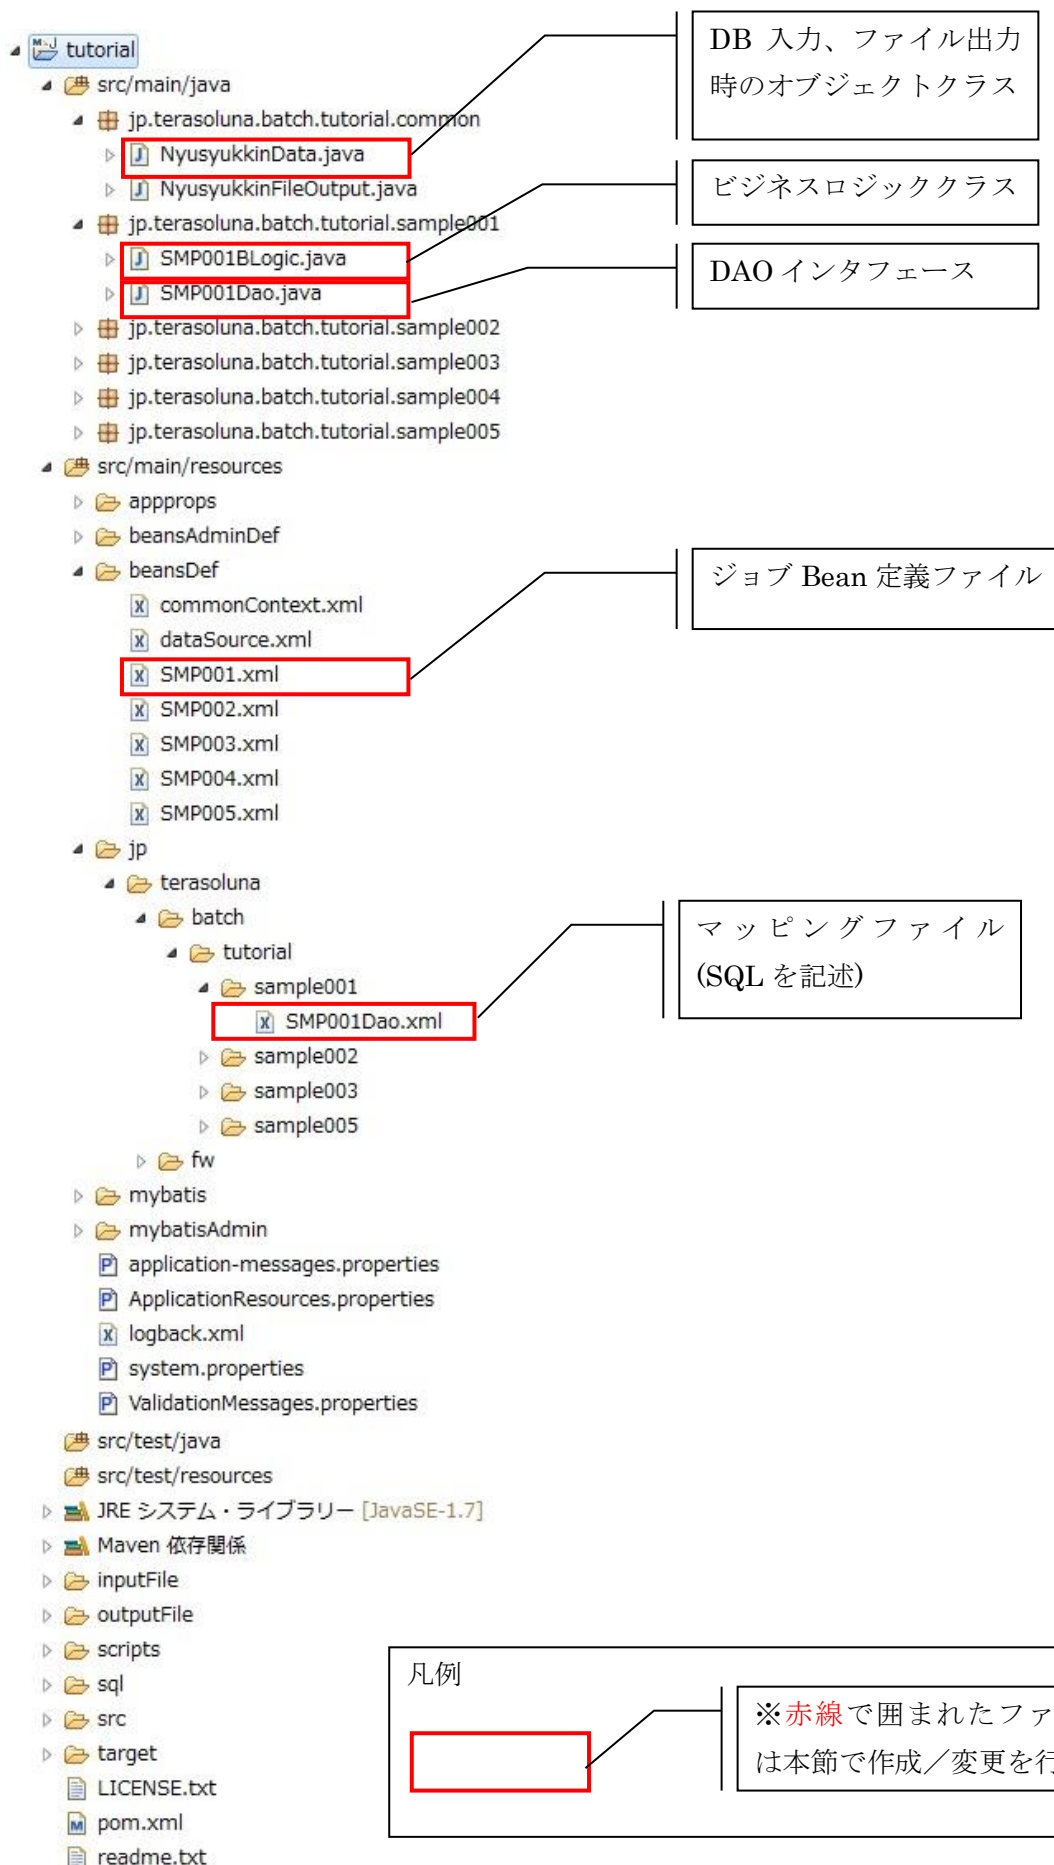 tutorial
src/main/java
jp.terasoluna.batch.tutorial.common
NyusyukkinData.java
NyusyukkinFileOutput.java
jp.terasoluna.batch.tutorial.sample001
SMP001BLogic.java
SMP001Dao.java
jp.terasoluna.batch.tutorial.sample002
jp.terasoluna.batch.tutorial.sample003
jp.terasoluna.batch.tutorial.sample004
jp.terasoluna.batch.tutorial.sample005
src/main/resources
appprops
beansAdminDef
beansDef
commonContext.xml
dataSource.xml
SMP001.xml
SMP002.xml
SMP003.xml
SMP004.xml
SMP005.xml
jp
terasoluna
batch
tutorial
sample001
SMP001Dao.xml
sample002
sample003
sample005
fw
mybatis
mybatisAdmin
application-messages.properties
ApplicationResources.properties
logback.xml
system.properties
ValidationMessages.properties
src/test/java
src/test/resources
JRE システム・ライブラリー [JavaSE-1.7]
Maven 依存関係
inputFile
outputFile
scripts
sql
src
target
LICENSE.txt
pom.xml
readme.txt
DB 入力、ファイル出力
時のオブジェクトクラス
ビジネスロジッククラス
DAO インタフェース
ジョブ Bean 定義ファイル
マッピングファイル
(SQL を記述)
凡例
※赤線で囲まれたファ
は本節で作成／変更を行